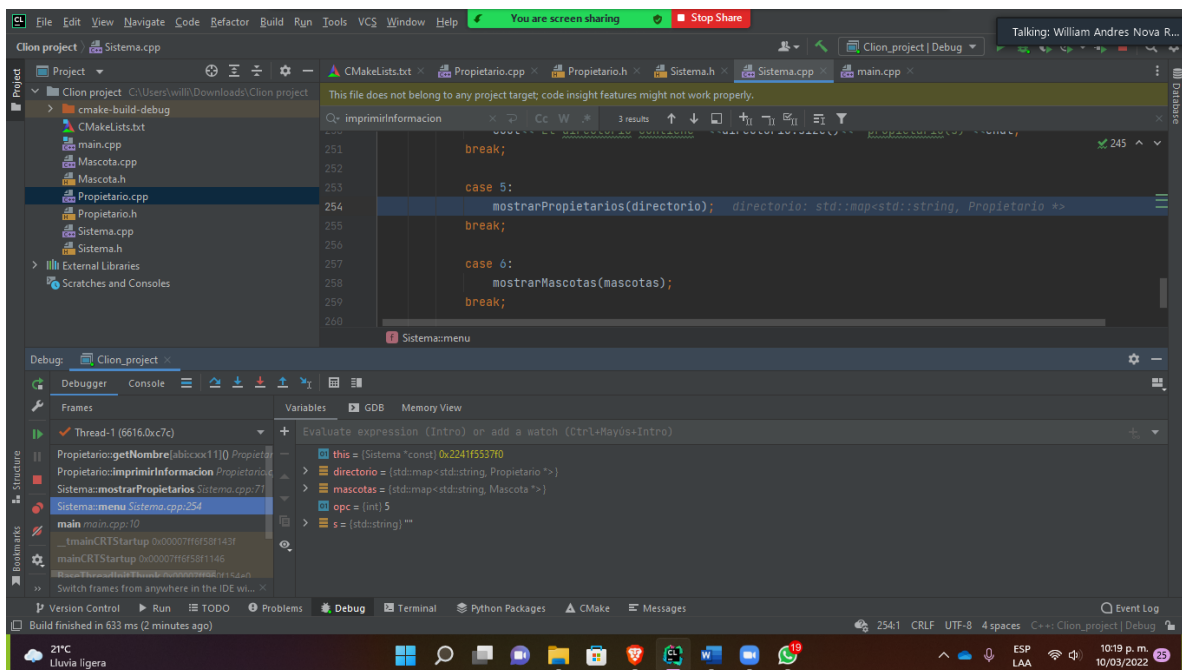 File Edit View Navigate Code Refactor Build Run Tools VCS Window Help
You are screen sharing
Stop Share
Talking: William Andres Nova R...
Clion project Sistema.cpp
Clion_project | Debug
Project
CMakeLists.txt Propietario.cpp Propietario.h Sistema.h Sistema.cpp main.cpp
Clion project C:\Users\willi\Downloads\Clion project
This file does not belong to any project target; code insight features might not work properly.
cmake-build-debug
CMakeLists.txt
main.cpp
Mascota.cpp
Mascota.h
Propietario.cpp
Propietario.h
Sistema.cpp
Sistema.h
External Libraries
Scratches and Consoles
imprimirInformacion Cc W .* 3 results
245
251 break;
252
253 case 5:
254 mostrarPropietarios(directorio); directorio: std::map<std::string, Propietario *>
255 break;
256
257 case 6:
258 mostrarMascotas(mascotas);
259 break;
260
Sistema::menu
Debug: Clion_project
Debugger Console
Frames
Variables GDB Memory View
Thread-1 (6616.0xc7c)
Evaluate expression (Intro) or add a watch (Ctrl+Mayús+Intro)
Propietario::getNombre[abi:cxx11]() Propietar
Propietario::imprimirInformacion Propietario.c
Sistema::mostrarPropietarios Sistema.cpp:71
Sistema::menu Sistema.cpp:254
main main.cpp:10
__tmainCRTStartup 0x00007ff6f58f143f
mainCRTStartup 0x00007ff6f58f1146
Switch frames from anywhere in the IDE wi...
this = {Sistema *const} 0x2241f5537f0
directorio = {std::map<std::string, Propietario *>}
mascotas = {std::map<std::string, Mascota *>}
opc = {int} 5
s = {std::string} ""
Project
Structure
Bookmarks
Database
Version Control Run TODO Problems Debug Terminal Python Packages CMake Messages
Event Log
Build finished in 633 ms (2 minutes ago)
254:1 CRLF UTF-8 4 spaces C++: Clion_project | Debug
21°C
Lluvia ligera
19
ESP
LAA
10:19 p. m.
10/03/2022
25